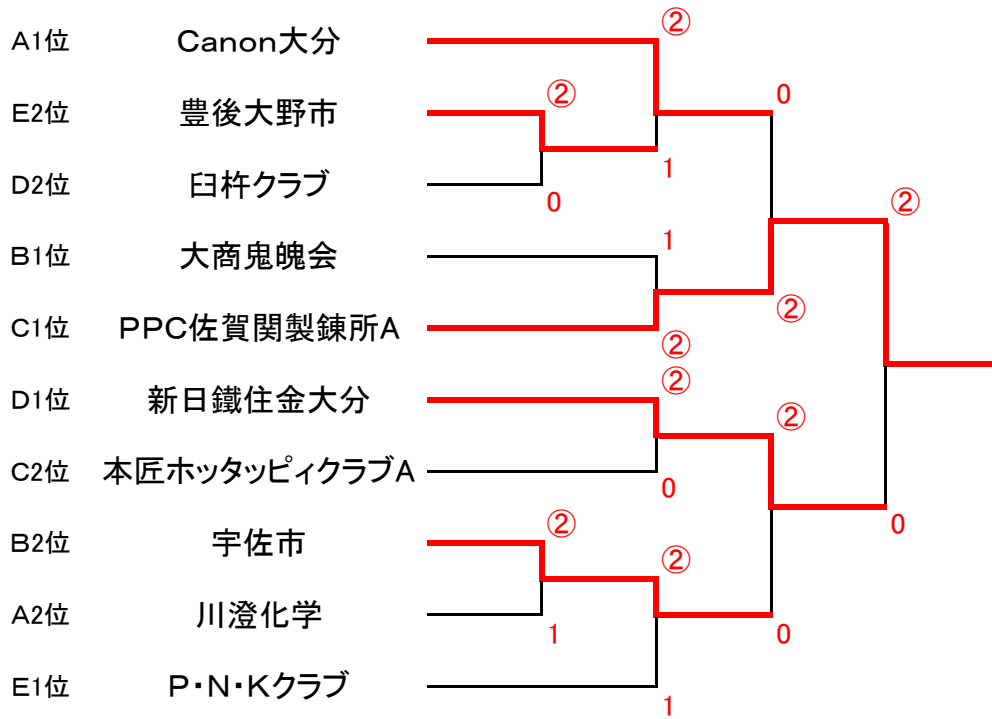 ②
A1位 Canon大分
0
E2位 豊後大野市 ②
1
D2位 臼杵クラブ 0
②
1
B1位 大商鬼魄会
②
C1位 PPC佐賀関製錬所A
②
②
D1位 新日鐵住金大分 ②
C2位 本匠ホッタッピィクラブA 0
②
0
B2位 宇佐市
②
A2位 川澄化学 1 0
E1位 P・N・Kクラブ
1